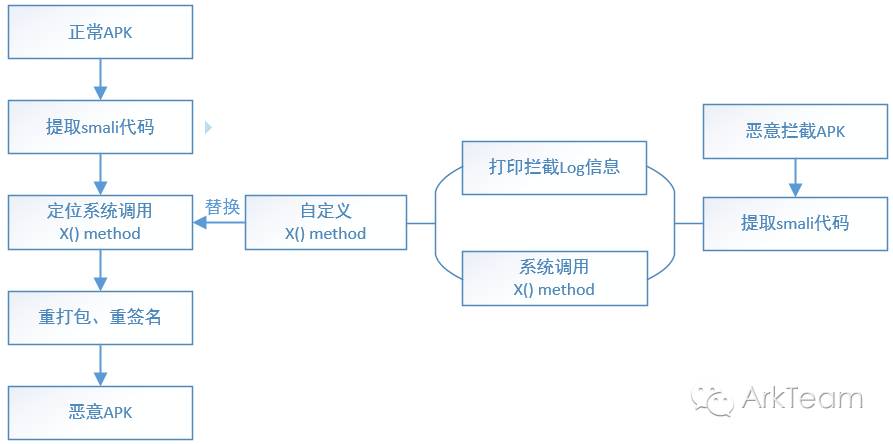 正常APK
提取smali代码
定位系统调用
X() method
重打包、重签名
恶意APK
替换
自定义
X() method
打印拦截Log信息
系统调用
X() method
恶意拦截APK
提取smali代码
ArkTeam